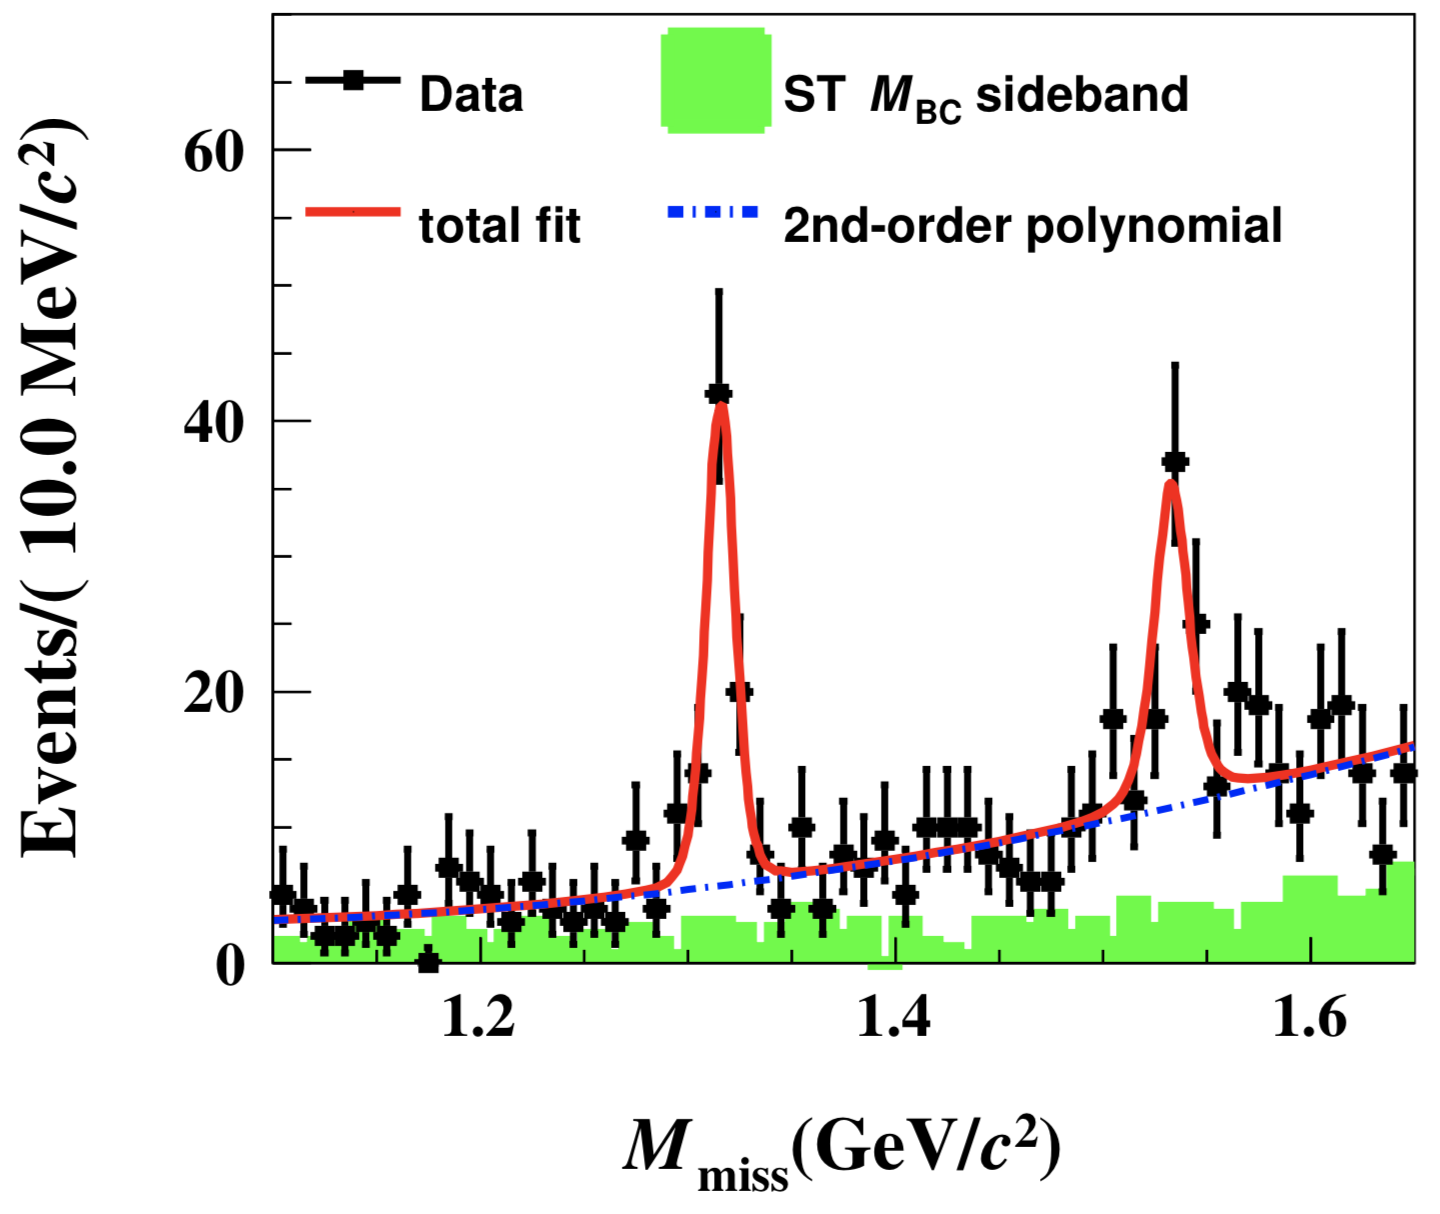 Data
ST M_BC sideband
total fit
2nd-order polynomial
Events/( 10.0 MeV/c²)
60
40
20
0
1.2 1.4 1.6
M_miss(GeV/c²)